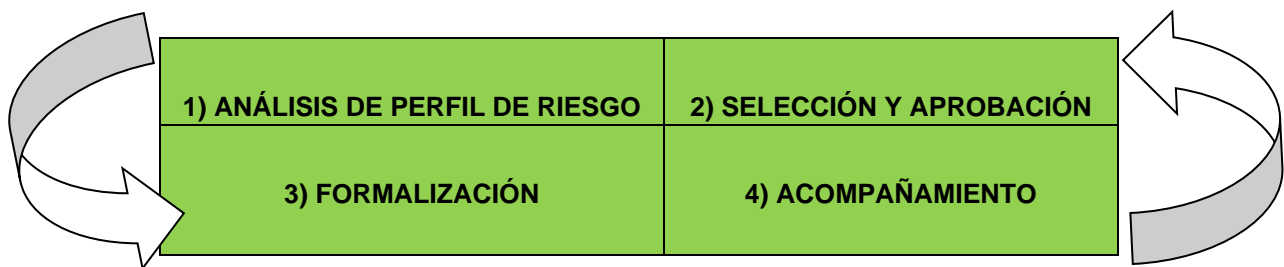 1) ANÁLISIS DE PERFIL DE RIESGO
2) SELECCIÓN Y APROBACIÓN
3) FORMALIZACIÓN
4) ACOMPAÑAMIENTO